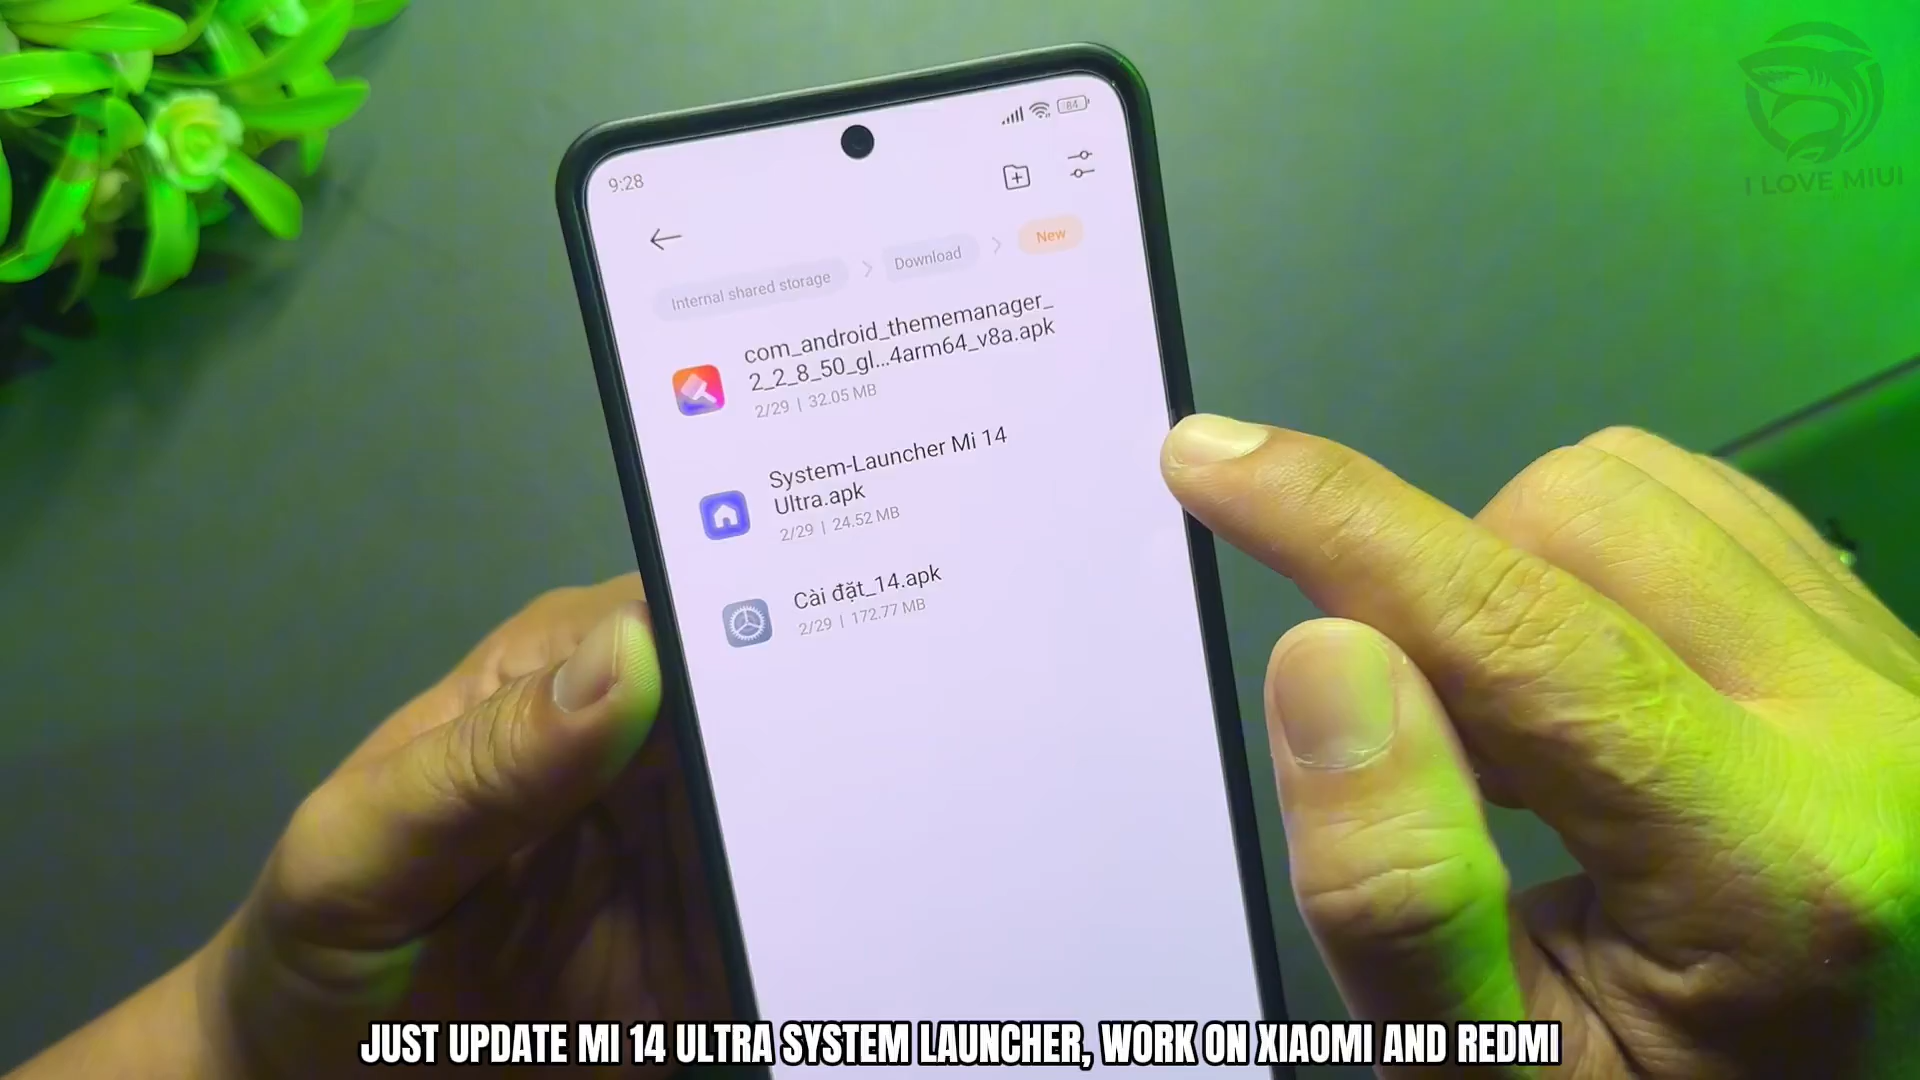 I LOVE MIUI
84
9:28
Internal shared storage
Download
New
com_android_thememanager_
2_2_8_50_gl...4arm64_v8a.apk
2/29 | 32.05 MB
System-Launcher Mi 14
Ultra.apk
2/29 | 24.52 MB
Cài đặt_14.apk
2/29 | 172.77 MB
JUST UPDATE MI 14 ULTRA SYSTEM LAUNCHER, WORK ON XIAOMI AND REDMI